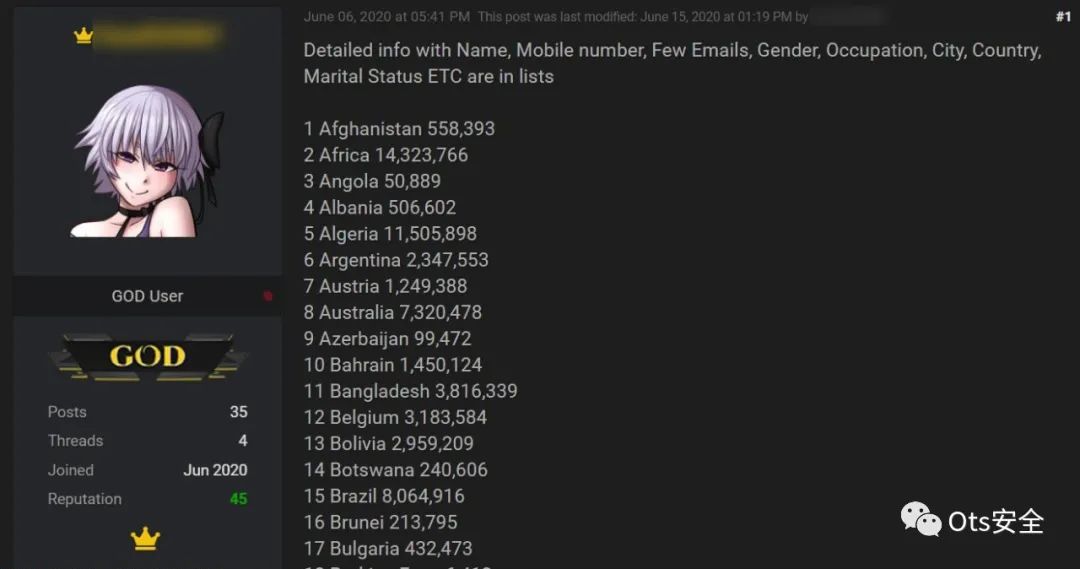 June 06, 2020 at 05:41 PM This post was last modified: June 15, 2020 at 01:19 PM by
#1
Detailed info with Name, Mobile number, Few Emails, Gender, Occupation, City, Country,
Marital Status ETC are in lists
1 Afghanistan 558,393
2 Africa 14,323,766
3 Angola 50,889
4 Albania 506,602
5 Algeria 11,505,898
6 Argentina 2,347,553
7 Austria 1,249,388
8 Australia 7,320,478
9 Azerbaijan 99,472
10 Bahrain 1,450,124
11 Bangladesh 3,816,339
12 Belgium 3,183,584
13 Bolivia 2,959,209
14 Botswana 240,606
15 Brazil 8,064,916
16 Brunei 213,795
17 Bulgaria 432,473
GOD User
GOD
Posts 35
Threads 4
Joined Jun 2020
Reputation 45
Ots安全